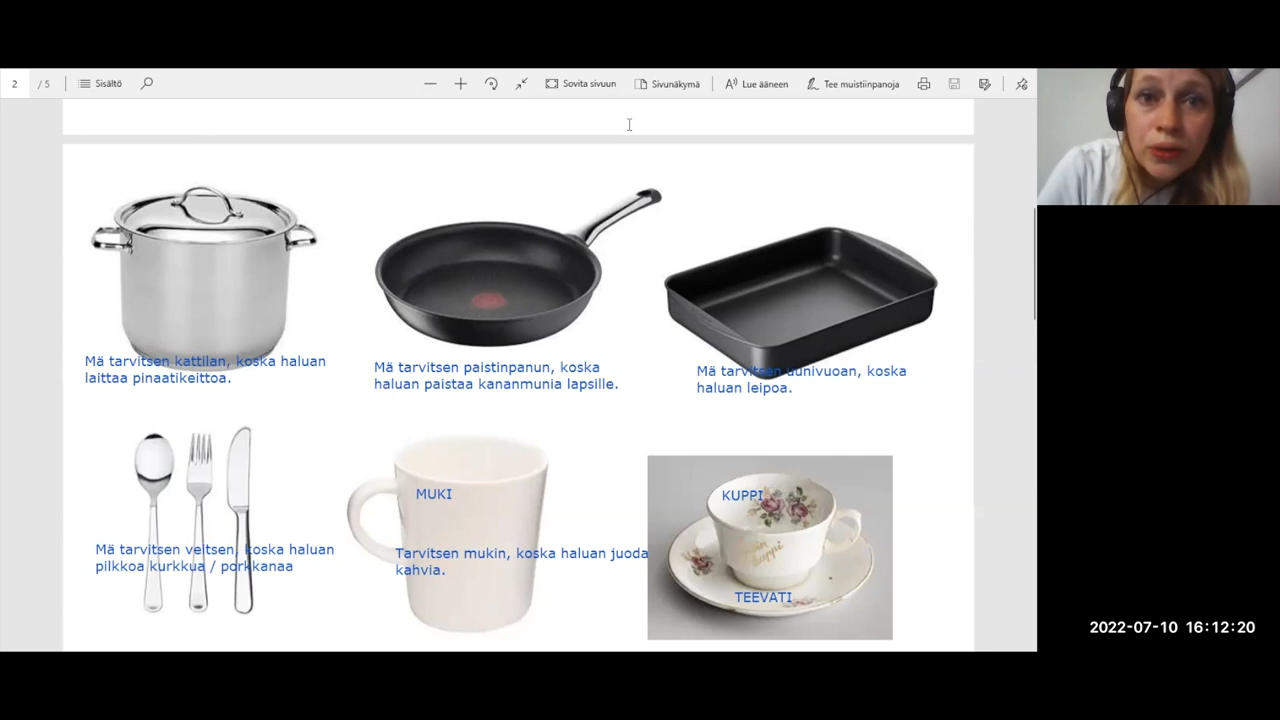 2 / 5 Sisältö Sovita sivuun Sivunäkymä Lue ääneen Tee muistiinpanoja
Mä tarvitsen kattilan, koska haluan
laittaa pinaatikeittoa.
Mä tarvitsen paistinpanun, koska
haluan paistaa kananmunia lapsille.
Mä tarvitsen uunivuoan, koska
haluan leipoa.
Mä tarvitsen veitsen, koska haluan
pilkkoa kurkkua / porkkanaa
MUKI
Tarvitsen mukin, koska haluan juoda
kahvia.
KUPPI
TEEVATI
2022-07-10 16:12:20